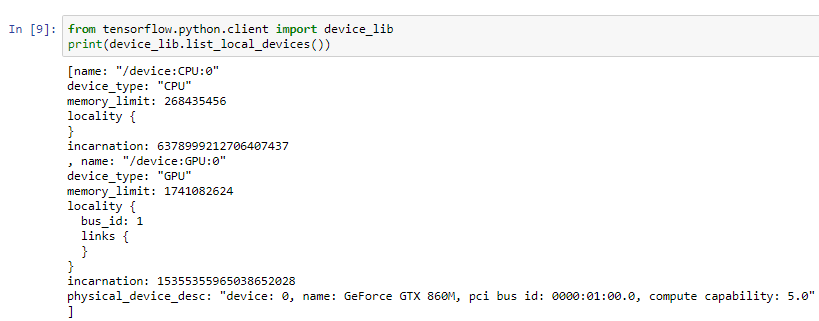 In [9]: from tensorflow.python.client import device_lib
print(device_lib.list_local_devices())
[name: "/device:CPU:0"
device_type: "CPU"
memory_limit: 268435456
locality {
}
incarnation: 6378999212706407437
, name: "/device:GPU:0"
device_type: "GPU"
memory_limit: 1741082624
locality {
  bus_id: 1
  links {
  }
}
incarnation: 15355355965038652028
physical_device_desc: "device: 0, name: GeForce GTX 860M, pci bus id: 0000:01:00.0, compute capability: 5.0"
]